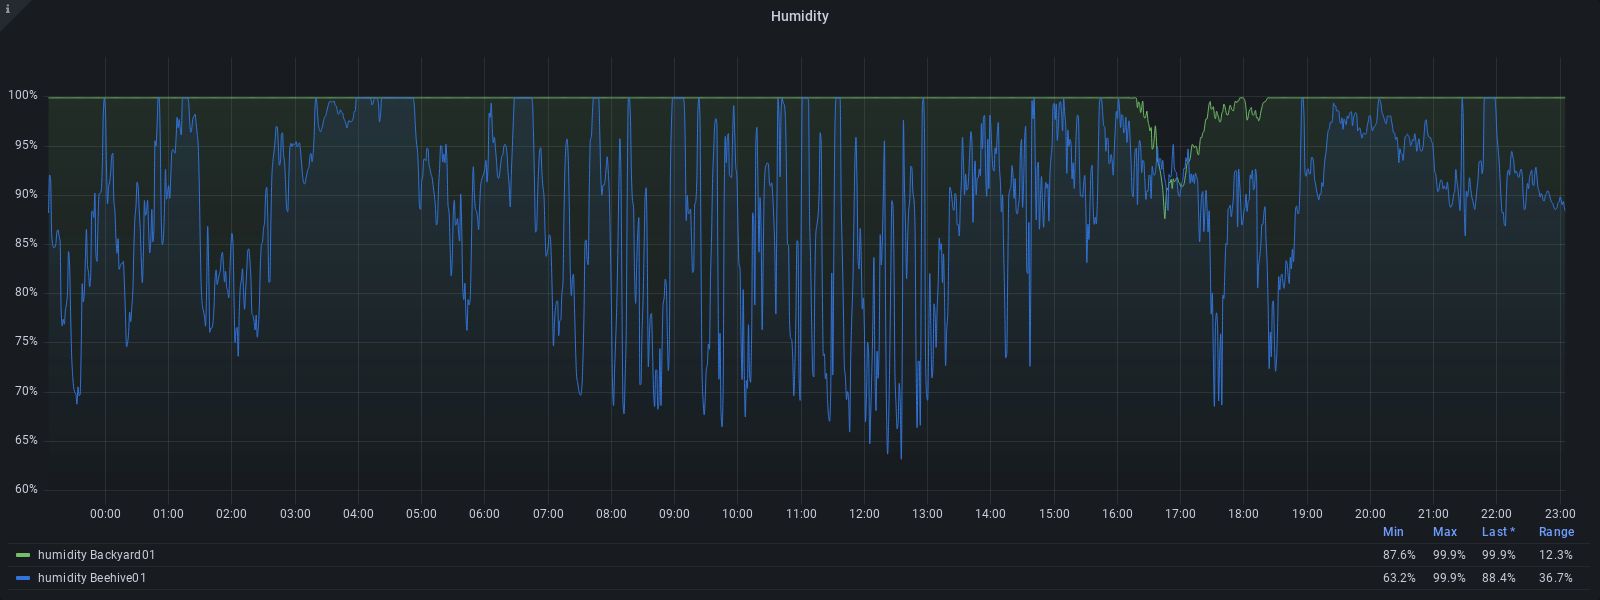 i
Humidity
100%
95%
90%
85%
80%
75%
70%
65%
60%
00:00 01:00 02:00 03:00 04:00 05:00 06:00 07:00 08:00 09:00 10:00 11:00 12:00 13:00 14:00 15:00 16:00 17:00 18:00 19:00 20:00 21:00 22:00 23:00
Min Max Last * Range
humidity Backyard01 87.6% 99.9% 99.9% 12.3%
humidity Beehive01 63.2% 99.9% 88.4% 36.7%